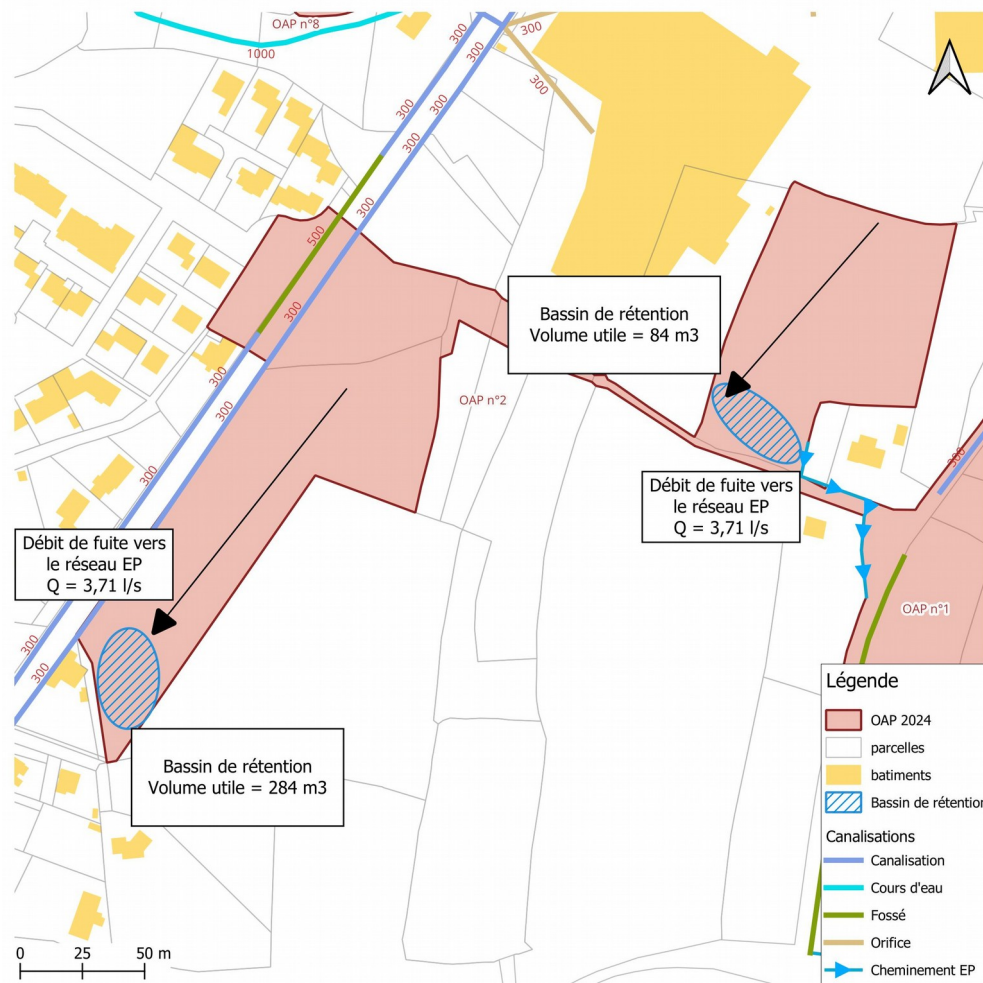 OAP n°8
1000
300
300
300
300
300
300
300
300
300
500
300
300
300
300
Bassin de rétention
Volume utile = 84 m3
OAP n°2
300
Débit de fuite vers
le réseau EP
Q = 3,71 l/s
Débit de fuite vers
le réseau EP
Q = 3,71 l/s
OAP n°1
300
300
Bassin de rétention
Volume utile = 284 m3
Légende
OAP 2024
parcelles
batiments
Bassin de rétention
Canalisations
Canalisation
Cours d'eau
Fossé
Orifice
Cheminement EP
0 25 50 m